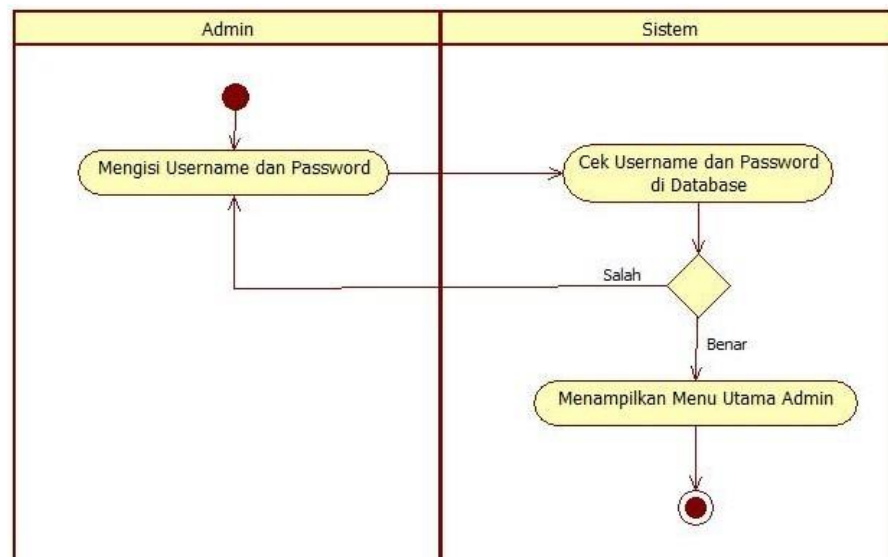 Admin
Sistem
Mengisi Username dan Password
Cek Username dan Password
di Database
Salah
Benar
Menampilkan Menu Utama Admin